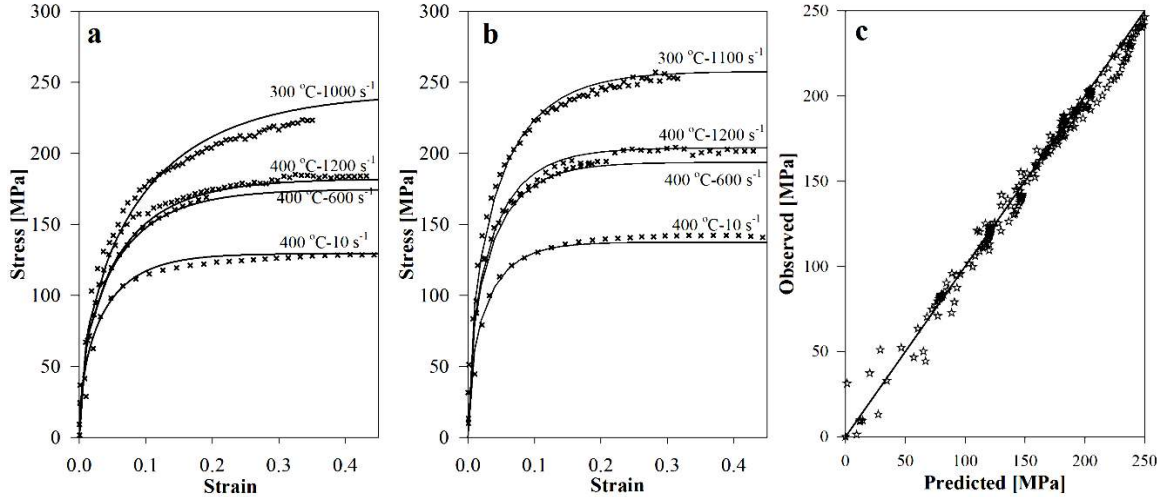 a
Stress [MPa]
300
250
200
150
100
50
0
300 °C-1000 s⁻¹
400 °C-1200 s⁻¹
400 °C-600 s⁻¹
400 °C-10 s⁻¹
0.0 0.1 0.2 0.3 0.4
Strain
b
Stress [MPa]
300
250
200
150
100
50
0
300 °C-1100 s⁻¹
400 °C-1200 s⁻¹
400 °C-600 s⁻¹
400 °C-10 s⁻¹
0.0 0.1 0.2 0.3 0.4
Strain
c
Observed [MPa]
250
200
150
100
50
0
0 50 100 150 200 250
Predicted [MPa]